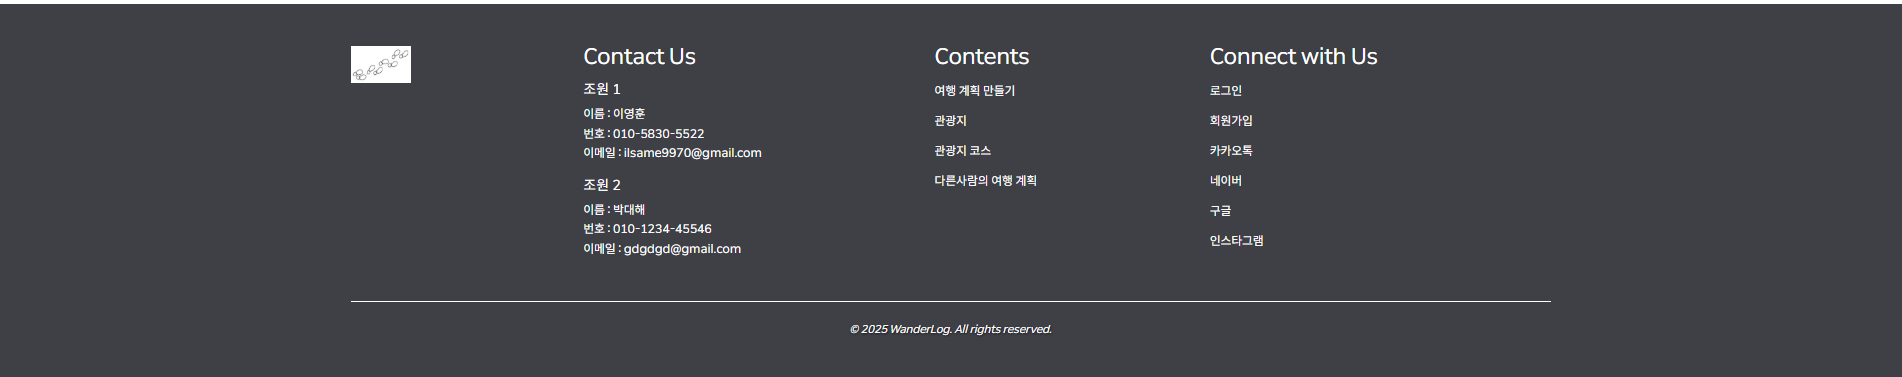 Contact Us
조원 1
이름 : 이영훈
번호 : 010-5830-5522
이메일 : ilsame9970@gmail.com
조원 2
이름 : 박대해
번호 : 010-1234-45546
이메일 : gdgdgd@gmail.com
Contents
여행 계획 만들기
관광지
관광지 코스
다른사람의 여행 계획
Connect with Us
로그인
회원가입
카카오톡
네이버
구글
인스타그램
© 2025 WanderLog. All rights reserved.